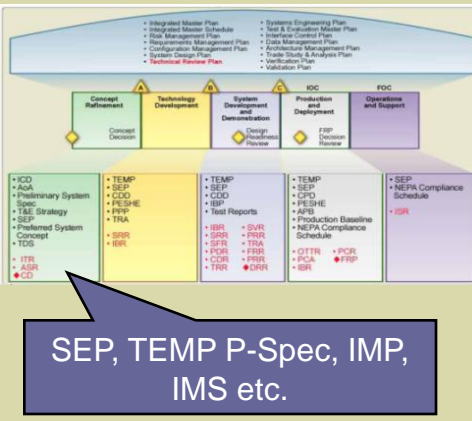 • Integrated Master Plan
• Integrated Master Schedule
• Risk Management Plan
• Requirements Management Plan
• Configuration Management Plan
• System Design Plan
• Technical Review Plan
• Systems Engineering Plan
• Test & Evaluation Master Plan
• Interface Control Plan
• Data Management Plan
• Architecture Management Plan
• Trade Study & Analysis Plan
• Verification Plan
• Validation Plan
A
B
C
IOC
FOC
Concept
Refinement
Technology
Development
System
Development
and
Demonstration
Production
and
Deployment
Operations
and Support
Concept
Decision
Design
Readiness
Review
FRP
Decision
Review
• ICD
• AoA
• Preliminary System
Spec
• T&E Strategy
• SEP
• Preferred System
Concept
• TDS
• ITR
• ASR
◆CD
• TEMP
• SEP
• CDD
• PESHE
• PPP
• TRA
• SRR
• IBR
• TEMP
• SEP
• CDD
• IBP
• Test Reports
• IBR
• SRR
• SFR
• PDR
• CDR
• TRR
• SVR
• PRR
• TRA
• FRR
• PRR
◆DRR
• TEMP
• SEP
• CPD
• PESHE
• APB
• Production Baseline
• NEPA Compliance
Schedule
• OTTR
• PCA
• IBR
• PCR
◆FRP
• SEP
• NEPA Compliance
Schedule
• ISR
SEP, TEMP P-Spec, IMP,
IMS etc.